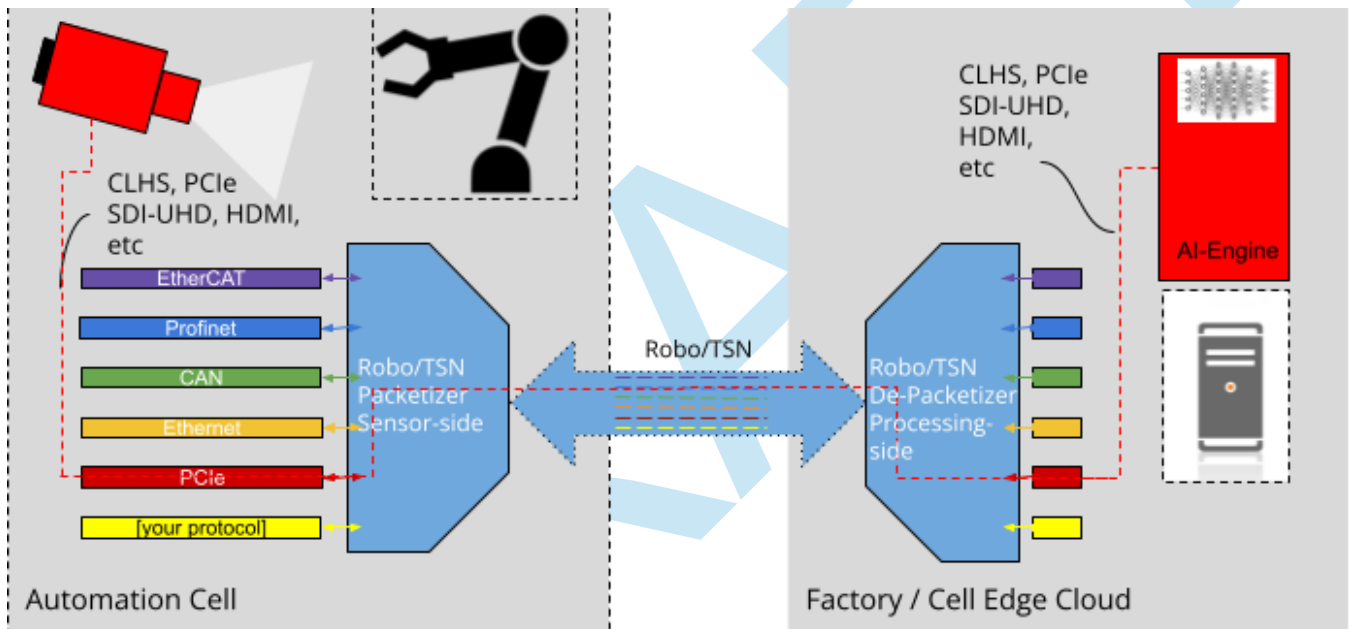 CLHS, PCIe
SDI-UHD, HDMI,
etc
EtherCAT
Profinet
CAN
Ethernet
PCIe
[your protocol]
Robo/TSN
Packetizer
Sensor-side
Automation Cell
Robo/TSN
CLHS, PCIe
SDI-UHD,
HDMI,
etc
AI-Engine
Robo/TSN
De-Packetizer
Processing-
side
Factory / Cell Edge Cloud